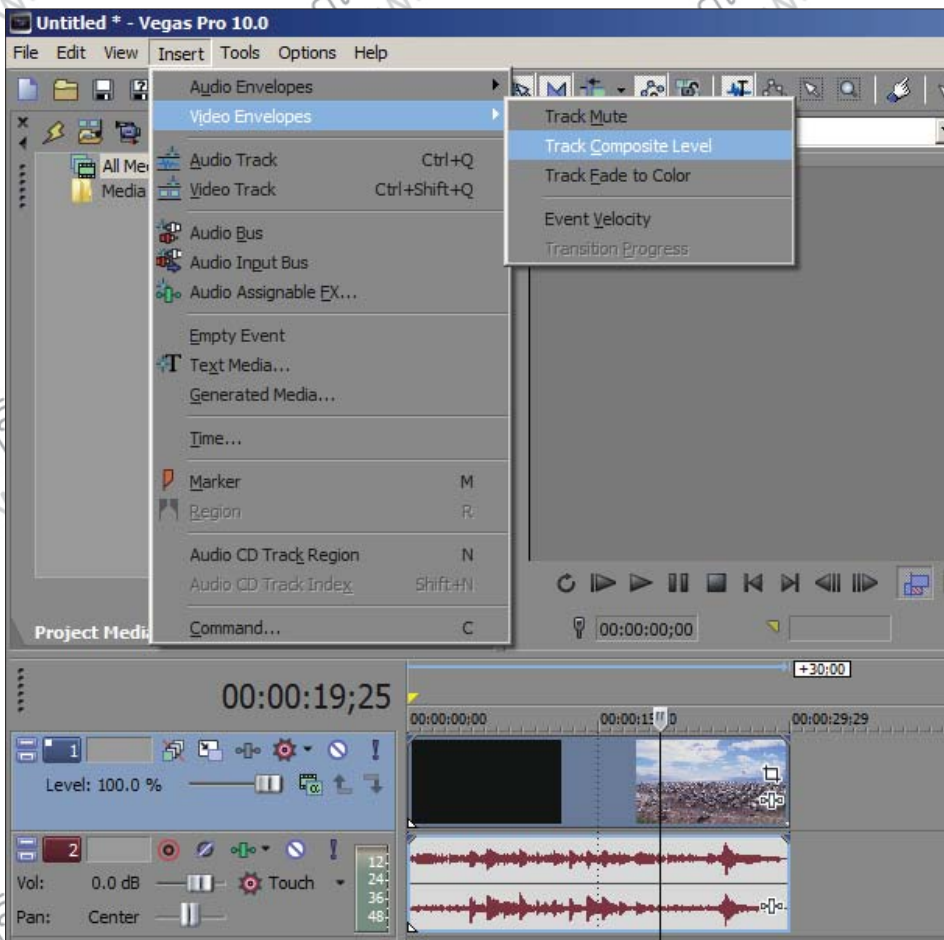 Untitled * - Vegas Pro 10.0
File Edit View Insert Tools Options Help
Audio Envelopes
Video Envelopes
Audio Track Ctrl+Q
Video Track Ctrl+Shift+Q
Audio Bus
Audio Input Bus
Audio Assignable FX...
Empty Event
Text Media...
Generated Media...
Time...
Marker M
Region R
Audio CD Track Region N
Audio CD Track Index Shift+N
Command... C
Track Mute
Track Composite Level
Track Fade to Color
Event Velocity
Transition Progress
All Me
Media
Project Media
00:00:00;00
+30;00
00:00:19;25
00:00:00;00 00:00:1 00:00:29;29
1
Level: 100.0 %
2
Vol: 0.0 dB Touch
Pan: Center
12
24
36
48